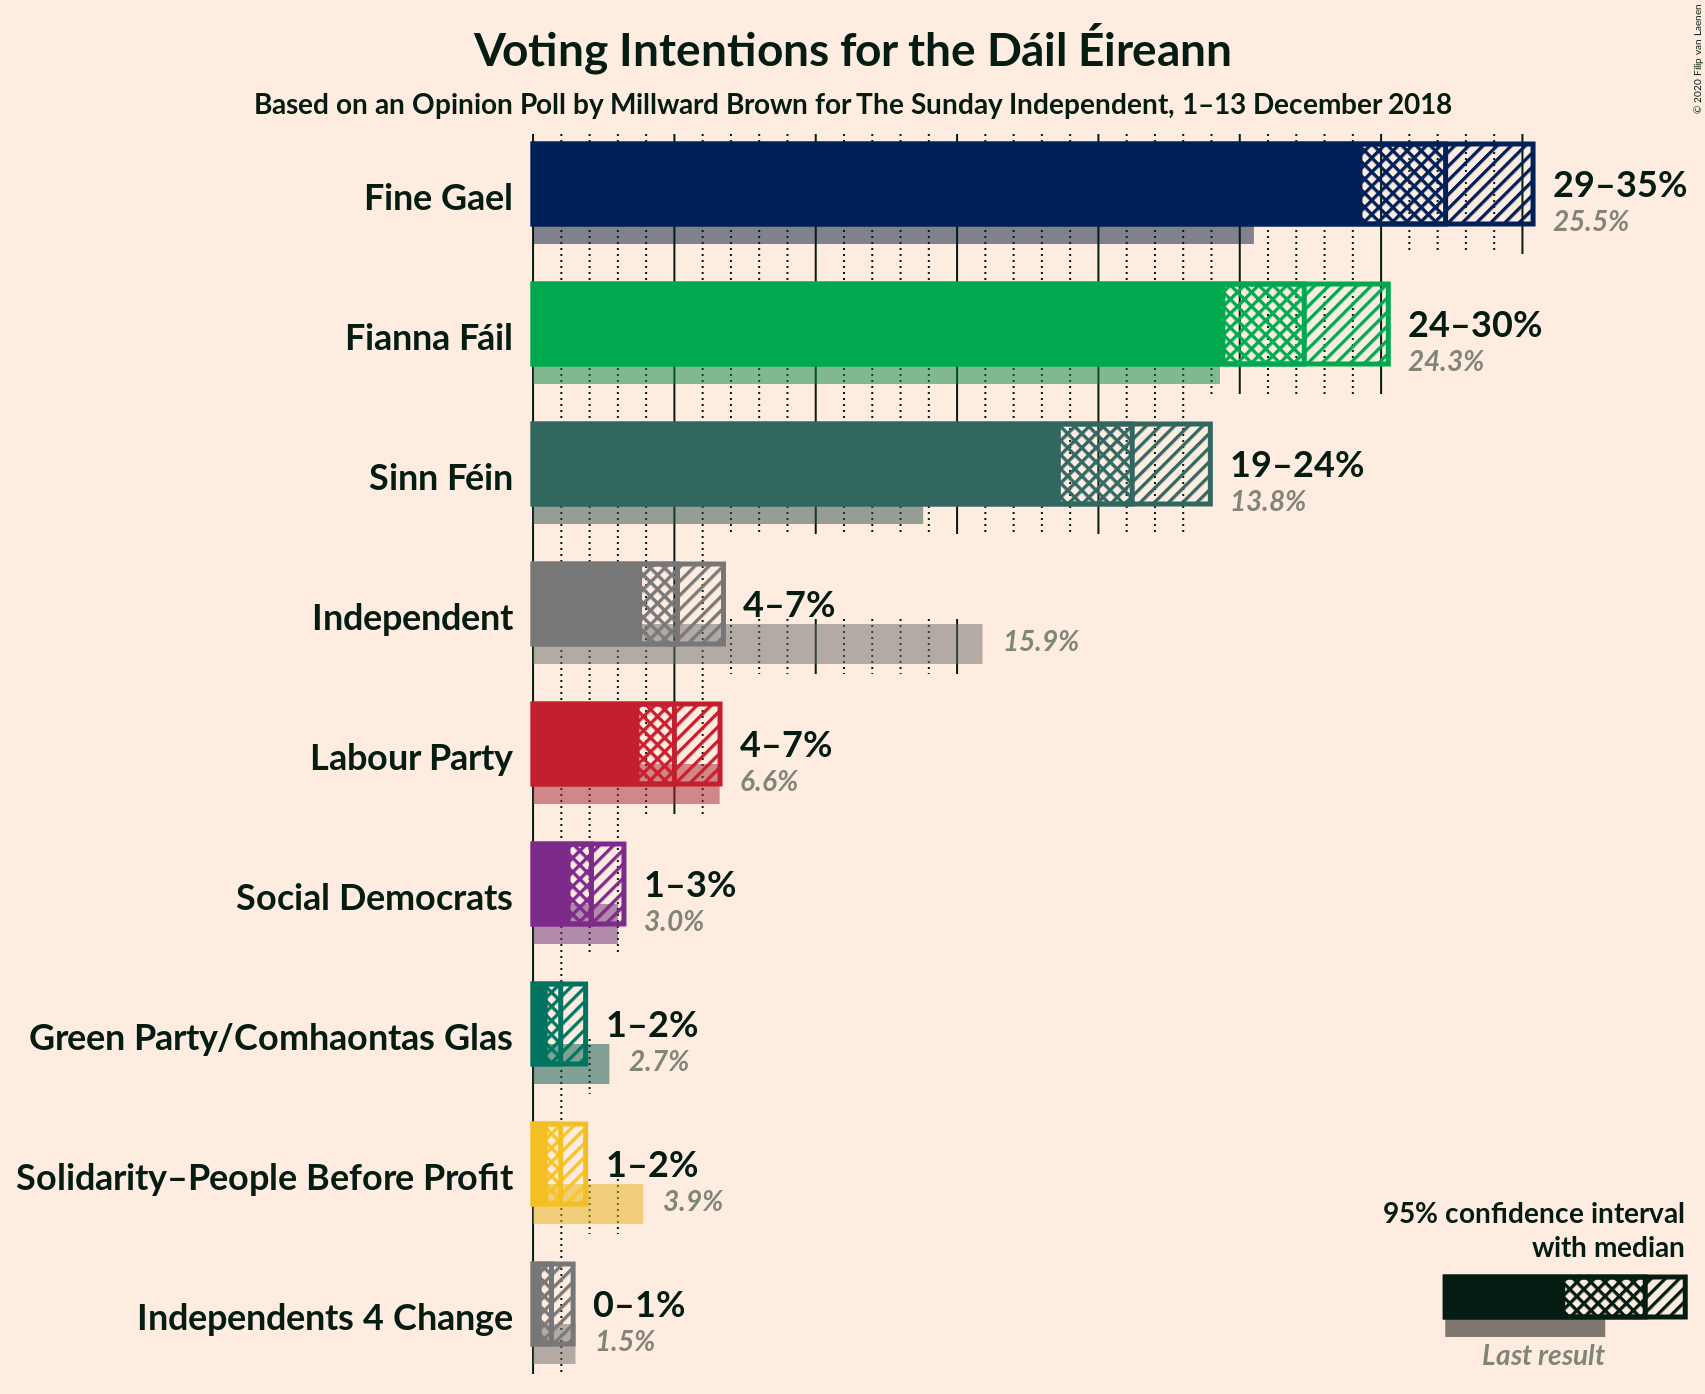 Voting Intentions for the Dáil Éireann
Based on an Opinion Poll by Millward Brown for The Sunday Independent, 1–13 December 2018
© 2020 Filip van Laenen
Fine Gael
29–35%
25.5%
Fianna Fáil
24–30%
24.3%
Sinn Féin
19–24%
13.8%
Independent
4–7%
15.9%
Labour Party
4–7%
6.6%
Social Democrats
1–3%
3.0%
Green Party/Comhaontas Glas
1–2%
2.7%
Solidarity–People Before Profit
1–2%
3.9%
Independents 4 Change
0–1%
1.5%
95% confidence interval
with median
Last result